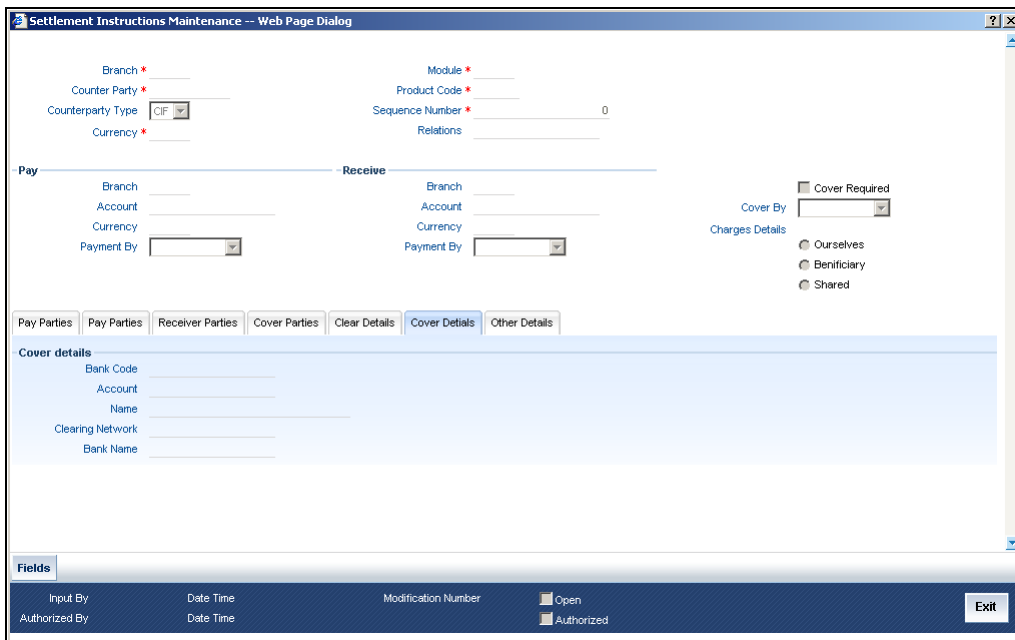 Settlement Instructions Maintenance -- Web Page Dialog
Branch * Module *
Counter Party * Product Code *
Counterparty Type CIF Sequence Number * 0
Currency * Relations
Pay Receive
Branch Branch Cover Required
Account Account Cover By
Currency Currency Charges Details
Payment By Payment By Ourselves
Benificiary
Shared
Pay Parties Pay Parties Receiver Parties Cover Parties Clear Details Cover Detials Other Details
Cover details
Bank Code
Account
Name
Clearing Network
Bank Name
Fields
Input By Date Time Modification Number Open
Authorized By Date Time Authorized
Exit